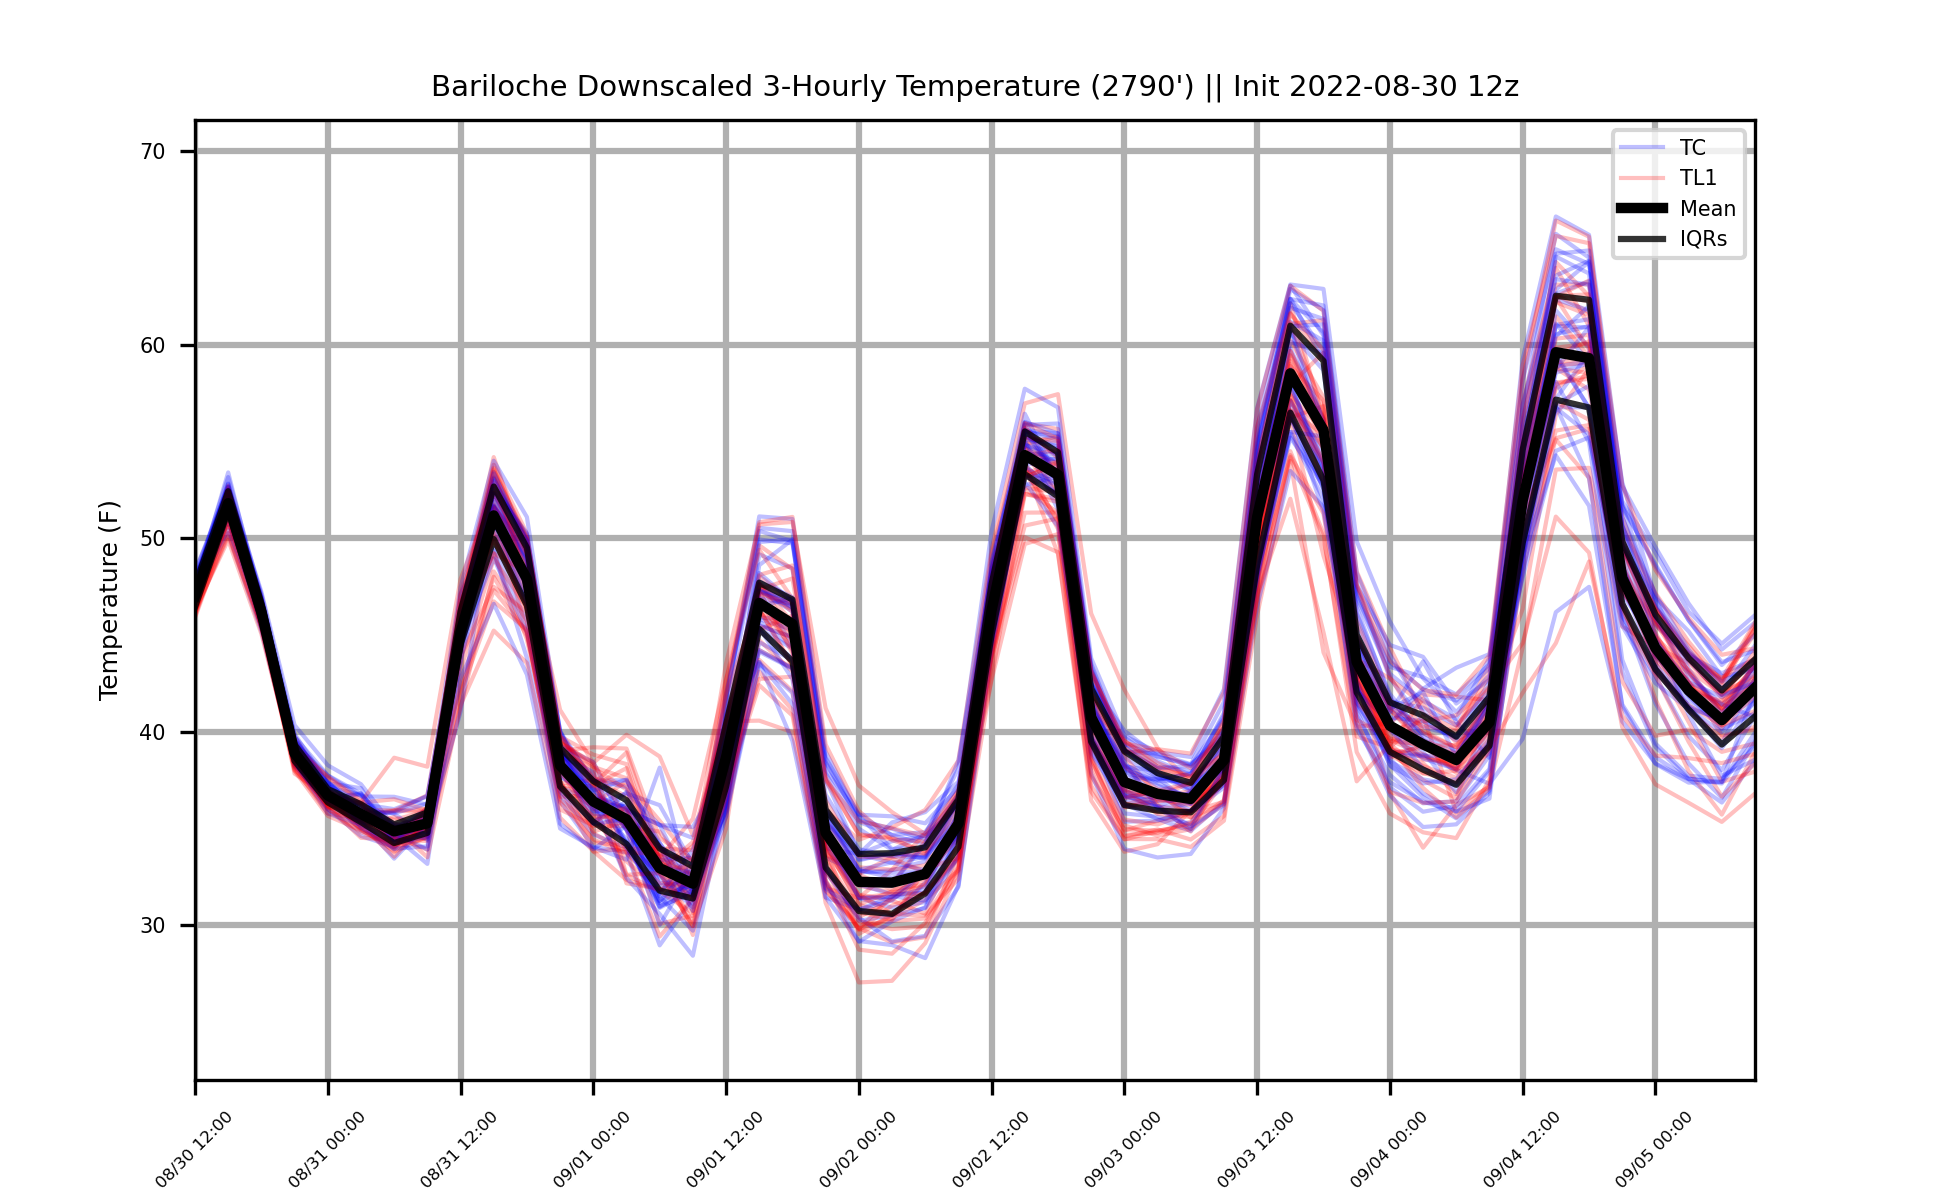 Bariloche Downscaled 3-Hourly Temperature (2790') || Init 2022-08-30 12z
TC
TL1
Mean
IQRs
Temperature (F)
70
60
50
40
30
08/30 12:00
08/31 00:00
08/31 12:00
09/01 00:00
09/01 12:00
09/02 00:00
09/02 12:00
09/03 00:00
09/03 12:00
09/04 00:00
09/04 12:00
09/05 00:00